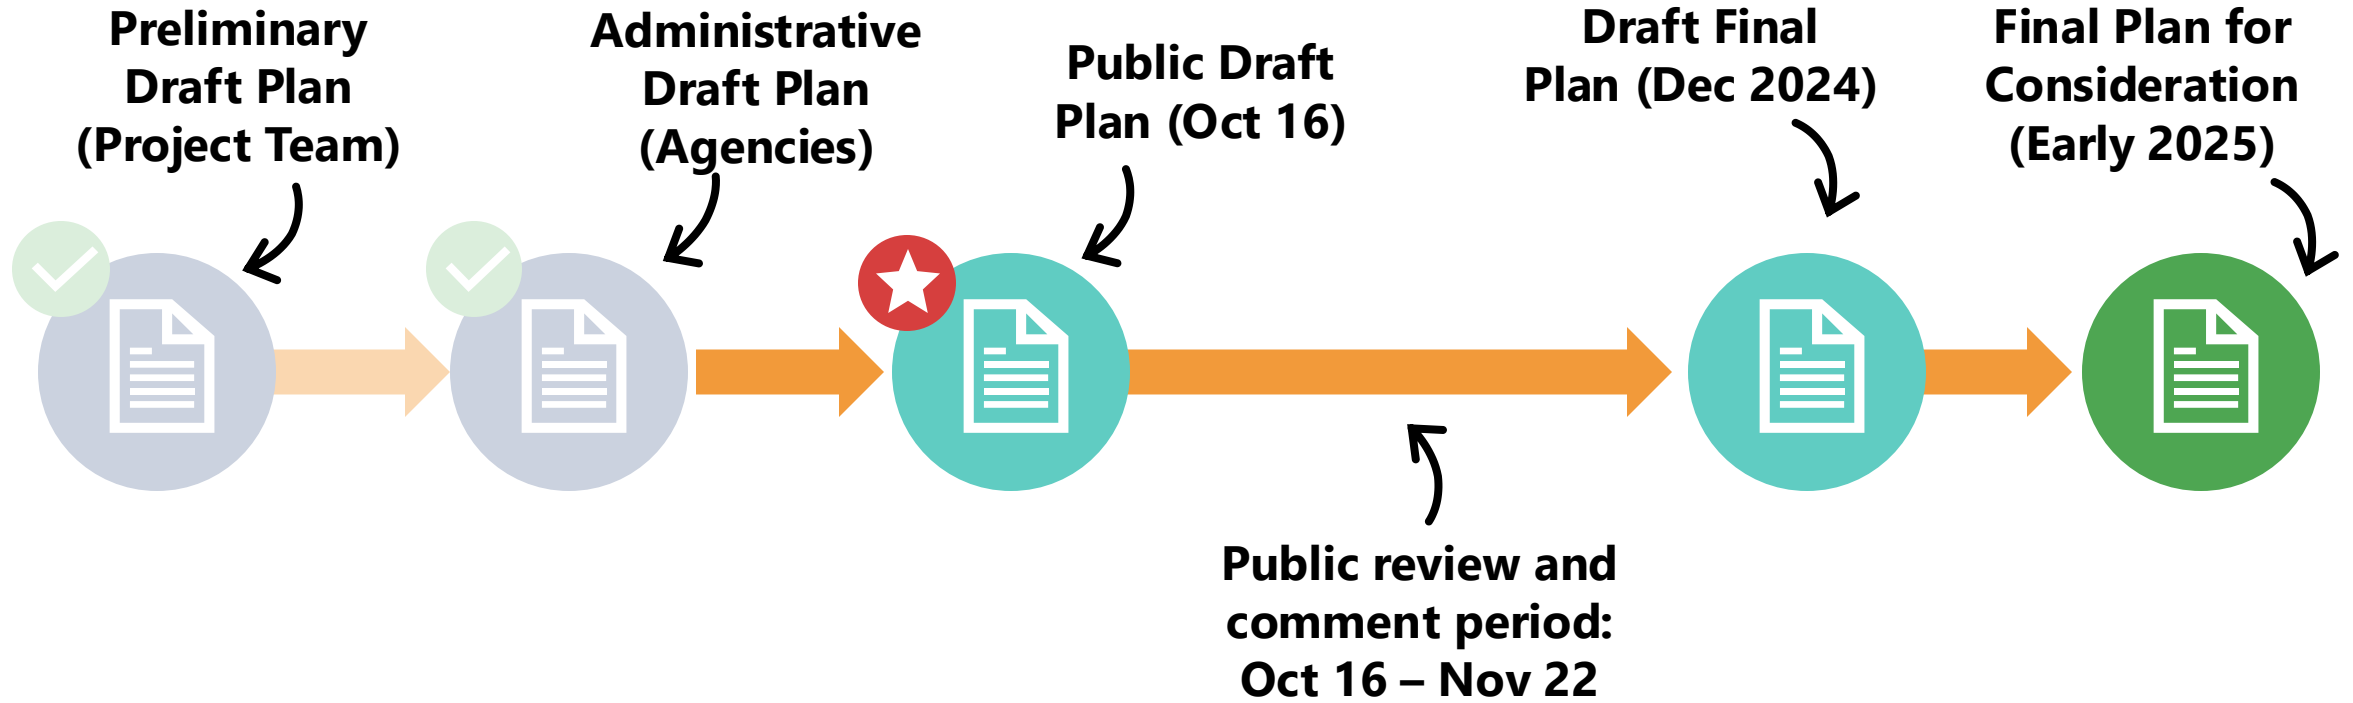 Preliminary
Draft Plan
(Project Team)
Administrative
Draft Plan
(Agencies)
Public Draft
Plan (Oct 16)
Draft Final
Plan (Dec 2024)
Final Plan for
Consideration
(Early 2025)
Public review and
comment period:
Oct 16 – Nov 22